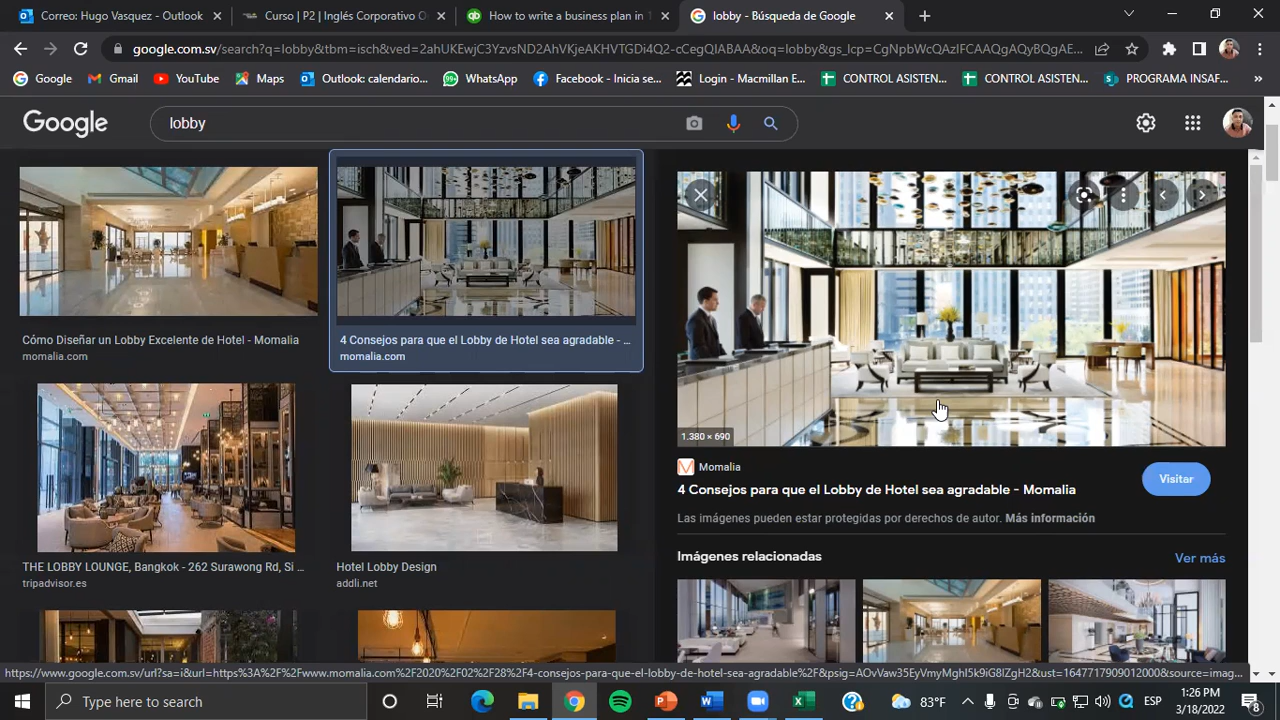 Correo: Hugo Vasquez - Outlook
Curso | P2 | Inglés Corporativo O
How to write a business plan in
lobby - Búsqueda de Google
google.com.sv/search?q=lobby&tbm=isch&ved=2ahUKEwjC3YzvsND2AhVKjeAKHVTGDi4Q2-cCegQIABAA&oq=lobby&gs_lcp=CgNpbWcQAzIFCAAQgAQyBQgAE...
Google
Gmail
YouTube
Maps
Outlook: calendario...
99+
WhatsApp
Facebook - Inicia se...
Login - Macmillan E...
CONTROL ASISTEN...
CONTROL ASISTEN...
PROGRAMA INSAF...
»
Google
lobby
Cómo Diseñar un Lobby Excelente de Hotel - Momalia
momalia.com
4 Consejos para que el Lobby de Hotel sea agradable - ...
momalia.com
THE LOBBY LOUNGE, Bangkok - 262 Surawong Rd, Si ...
tripadvisor.es
Hotel Lobby Design
addli.net
1.380 × 690
Momalia
Visitar
4 Consejos para que el Lobby de Hotel sea agradable - Momalia
Las imágenes pueden estar protegidas por derechos de autor. Más información
Imágenes relacionadas
Ver más
https://www.google.com.sv/url?sa=i&url=https%3A%2F%2Fwww.momalia.com%2F2020%2F02%2F28%2F4-consejos-para-que-el-lobby-de-hotel-sea-agradable%2F&psig=AOvVaw35EyVmyMghI5k9iG8IZgH2&ust=1647717909012000&source=imag...
Type here to search
83°F
ESP
1:26 PM
3/18/2022
8